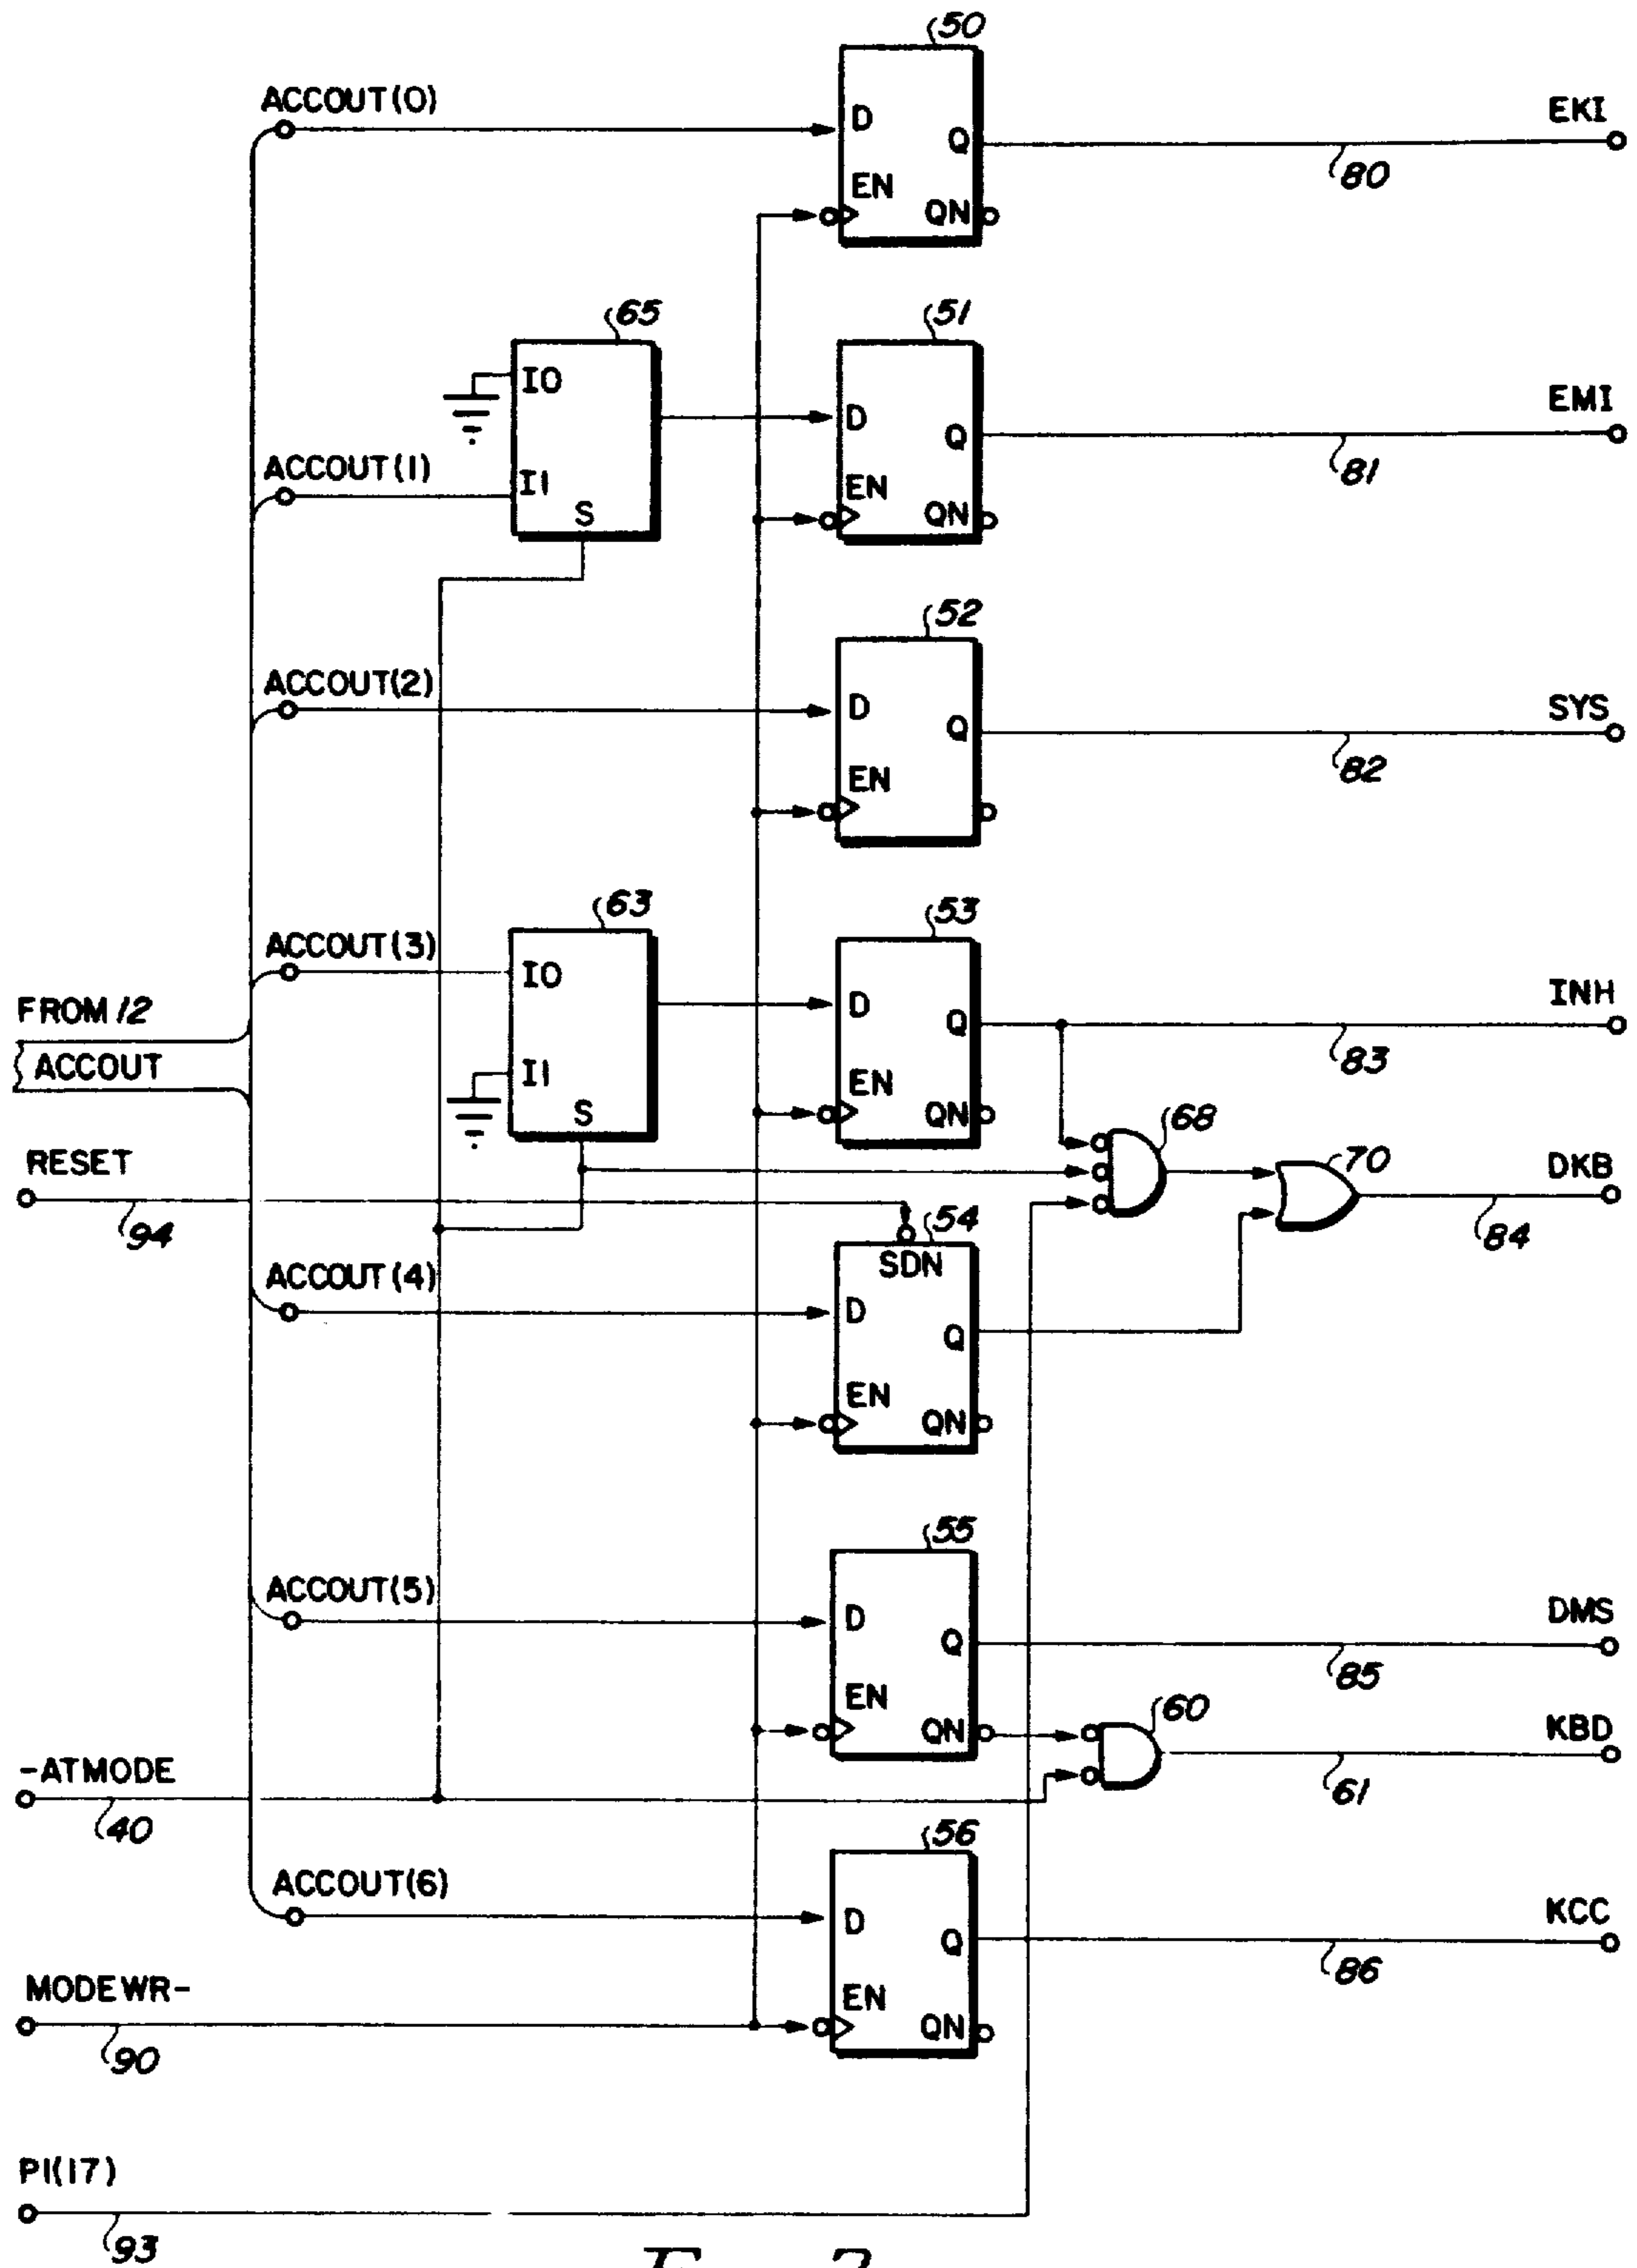 50
ACCOUT(0)
D
Q
EKI
80
EN
QN
65
51
I0
D
Q
EMI
81
ACCOUT(1)
I1
S
EN
QN
52
ACCOUT(2)
D
Q
SYS
82
EN
63
53
ACCOUT(3)
I0
D
Q
INH
83
FROM 12
ACCOUT
I1
S
EN
QN
68
RESET
94
70
DKB
84
54
SDN
ACCOUT(4)
D
Q
EN
QN
55
ACCOUT(5)
D
Q
DMS
85
EN
QN
60
KBD
61
-ATMODE
40
56
ACCOUT(6)
D
Q
KCC
86
MODEWR-
90
EN
QN
PI(17)
93